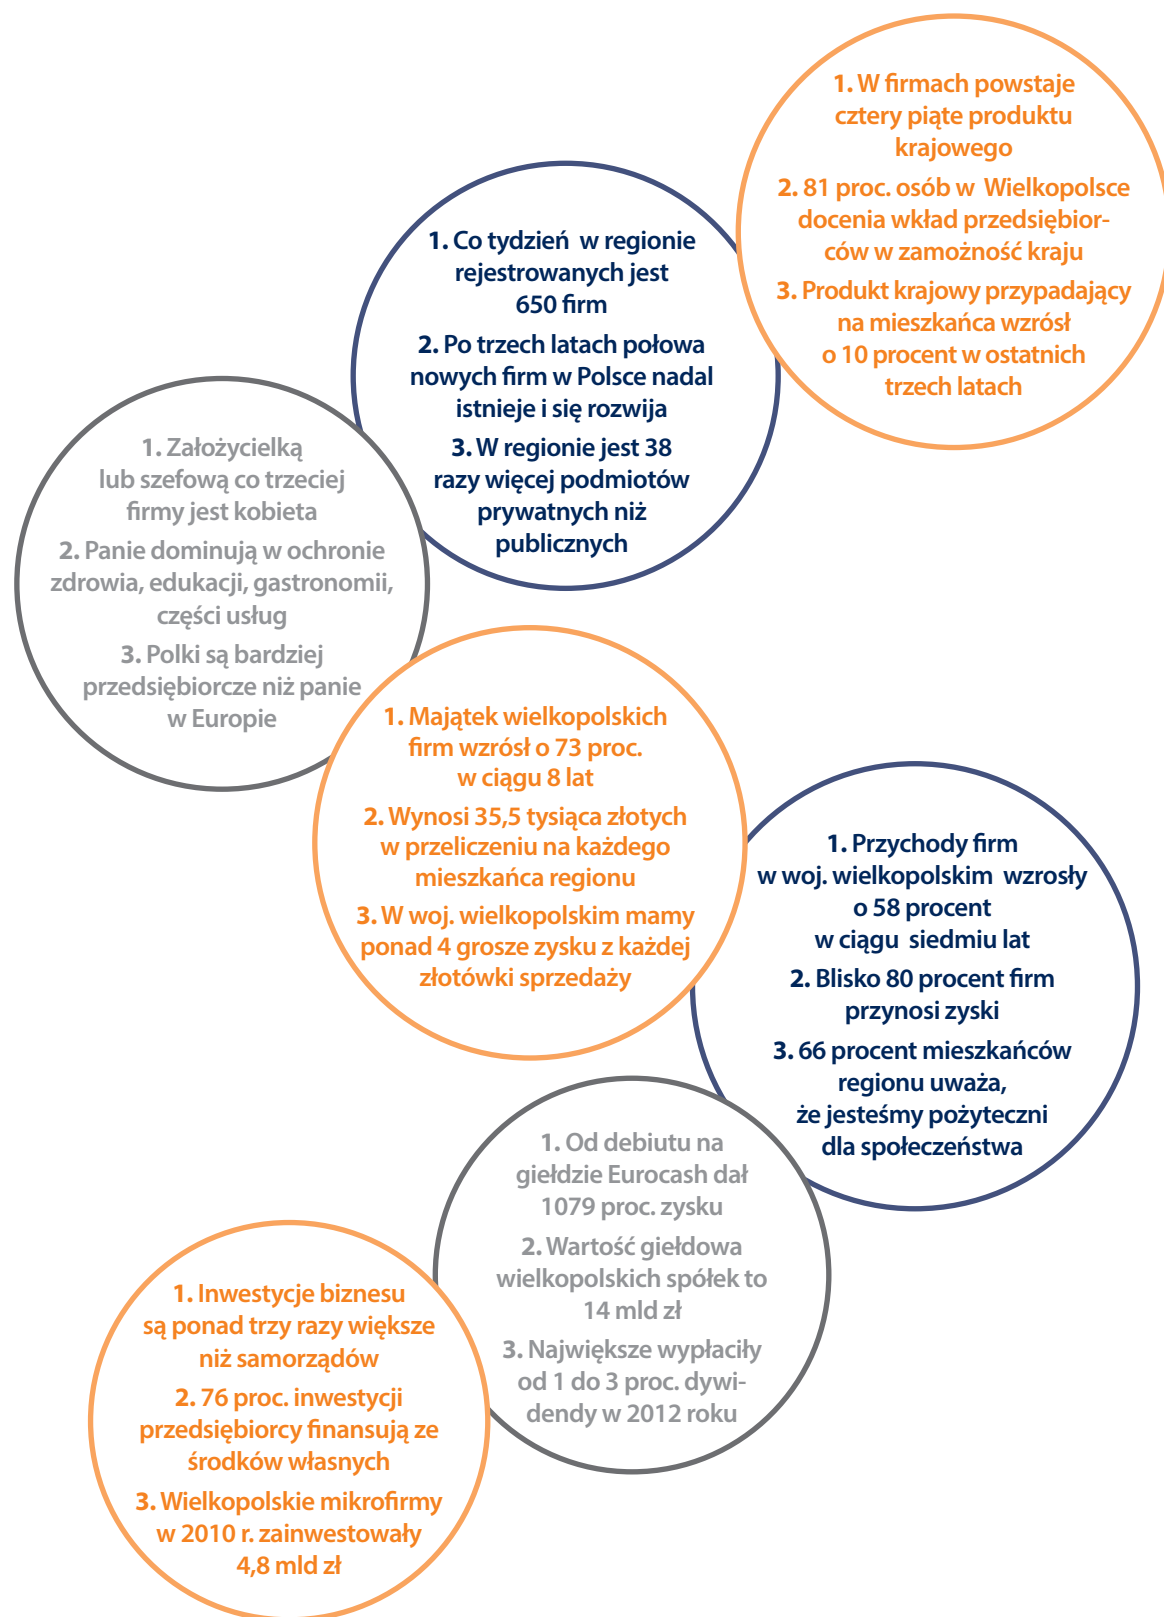 1. W firmach powstaje
cztery piąte produktu
krajowego
2. 81 proc. osób w Wielkopolsce
docenia wkład przedsiębior-
ców w zamożność kraju
3. Produkt krajowy przypadający
na mieszkańca wzrósł
o 10 procent w ostatnich
trzech latach
1. Co tydzień w regionie
rejestrowanych jest
650 firm
2. Po trzech latach połowa
nowych firm w Polsce nadal
istnieje i się rozwija
3. W regionie jest 38
razy więcej podmiotów
prywatnych niż
publicznych
1. Założycielką
lub szefową co trzeciej
firmy jest kobieta
2. Panie dominują w ochronie
zdrowia, edukacji, gastronomii,
części usług
3. Polki są bardziej
przedsiębiorcze niż panie
w Europie
1. Majątek wielkopolskich
firm wzrósł o 73 proc.
w ciągu 8 lat
2. Wynosi 35,5 tysiąca złotych
w przeliczeniu na każdego
mieszkańca regionu
3. W woj. wielkopolskim mamy
ponad 4 grosze zysku z każdej
złotówki sprzedaży
1. Przychody firm
w woj. wielkopolskim wzrosły
o 58 procent
w ciągu siedmiu lat
2. Blisko 80 procent firm
przynosi zyski
3. 66 procent mieszkańców
regionu uważa,
że jesteśmy pożyteczni
dla społeczeństwa
1. Od debiutu na
giełdzie Eurocash dał
1079 proc. zysku
2. Wartość giełdowa
wielkopolskich spółek to
14 mld zł
3. Największe wypłaciły
od 1 do 3 proc. dywi-
dendy w 2012 roku
1. Inwestycje biznesu
są ponad trzy razy większe
niż samorządów
2. 76 proc. inwestycji
przedsiębiorcy finansują ze
środków własnych
3. Wielkopolskie mikrofirmy
w 2010 r. zainwestowały
4,8 mld zł